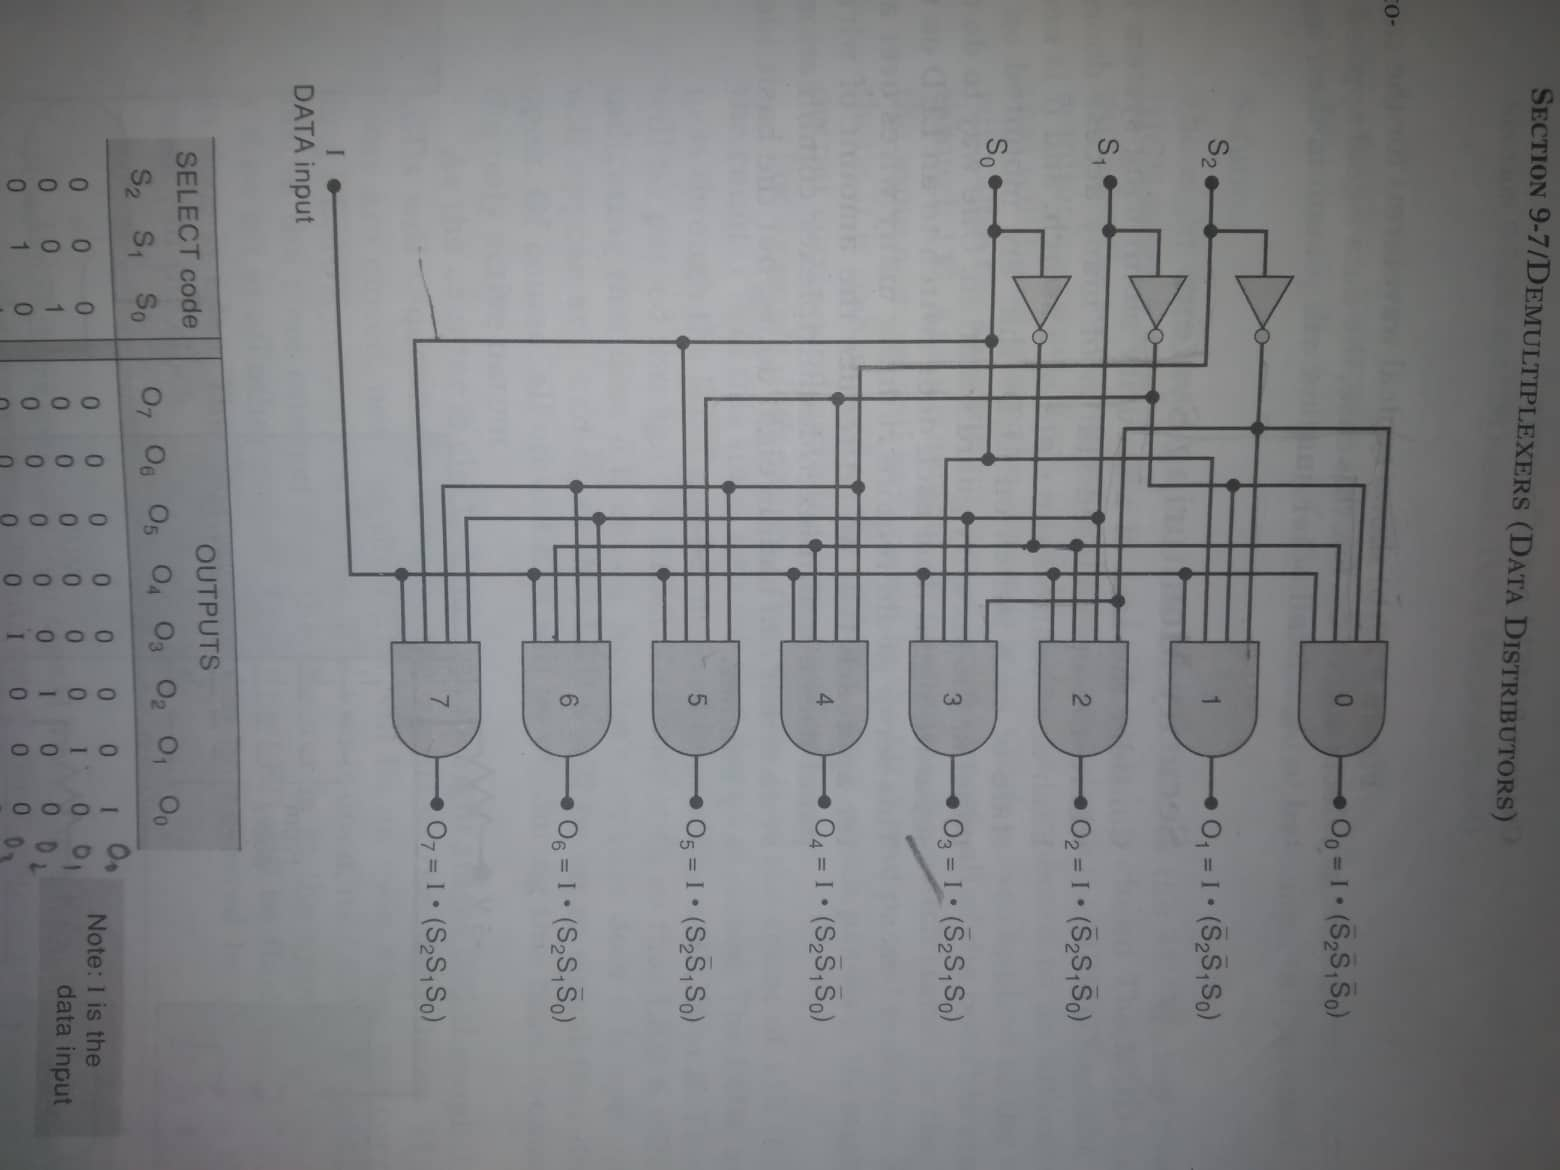 SECTION 9-7/DEMULTIPLEXERS (DATA DISTRIBUTORS)
S₂
S₁
S₀
I
DATA input
0
O₀ = I • (S̄₂S̄₁S̄₀)
1
O₁ = I • (S̄₂S̄₁S₀)
2
O₂ = I • (S̄₂S₁S̄₀)
3
O₃ = I • (S̄₂S₁S₀)
4
O₄ = I • (S₂S̄₁S̄₀)
5
O₅ = I • (S₂S̄₁S₀)
6
O₆ = I • (S₂S₁S̄₀)
7
O₇ = I • (S₂S₁S₀)
SELECT code OUTPUTS
S₂ S₁ S₀ O₇ O₆ O₅ O₄ O₃ O₂ O₁ O₀
0 0 0 0 0 0 0 0 0 0 I O₀
0 0 1 0 0 0 0 0 0 I 0 O₁
0 1 0 0 0 0 0 0 I 0 0
Note: I is the
data input